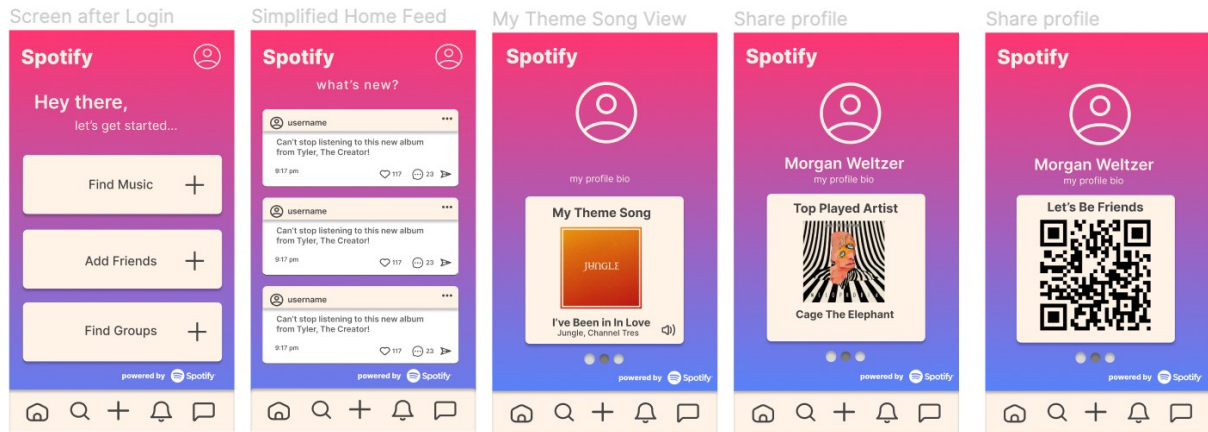 Screen after Login
Spotify
Hey there,
let's get started...
Find Music
Add Friends
Find Groups
powered by Spotify
Simplified Home Feed
Spotify
what's new?
username
Can't stop listening to this new album
from Tyler, The Creator!
9:17 pm
117
23
username
Can't stop listening to this new album
from Tyler, The Creator!
9:17 pm
117
23
username
Can't stop listening to this new album
from Tyler, The Creator!
9:17 pm
117
23
powered by Spotify
My Theme Song View
Spotify
my profile bio
My Theme Song
JUNGLE
I've Been in In Love
Jungle, Channel Tres
powered by Spotify
Share profile
Spotify
Morgan Weltzer
my profile bio
Top Played Artist
Cage The Elephant
powered by Spotify
Share profile
Spotify
Morgan Weltzer
my profile bio
Let's Be Friends
powered by Spotify